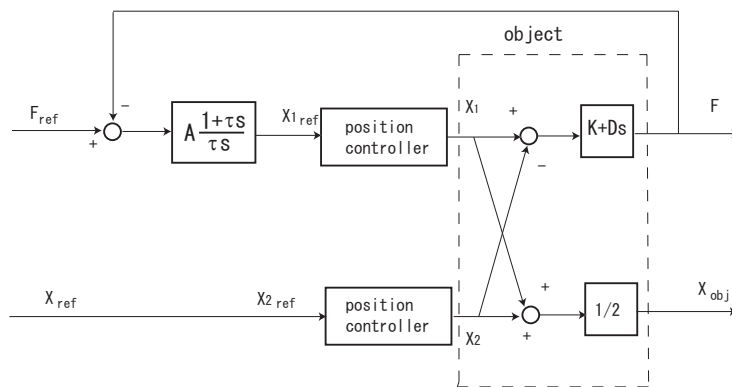 object
−
F ref
+
A 1+τs
τs
X1 ref
position
controller
X1
+
−
K+Ds
F
X ref
X2 ref
position
controller
X2
+
+
1/2
X obj